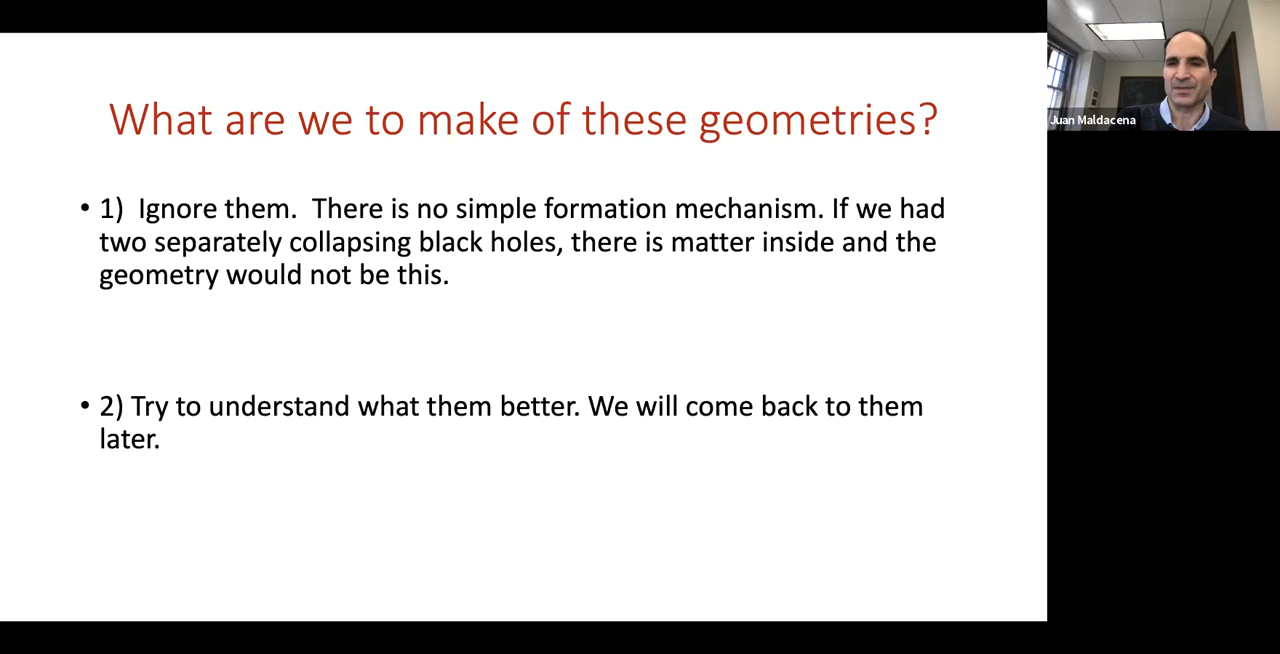 What are we to make of these geometries?
• 1)  Ignore them.  There is no simple formation mechanism. If we had
two separately collapsing black holes, there is matter inside and the
geometry would not be this.
• 2) Try to understand what them better. We will come back to them
later.
Juan Maldacena